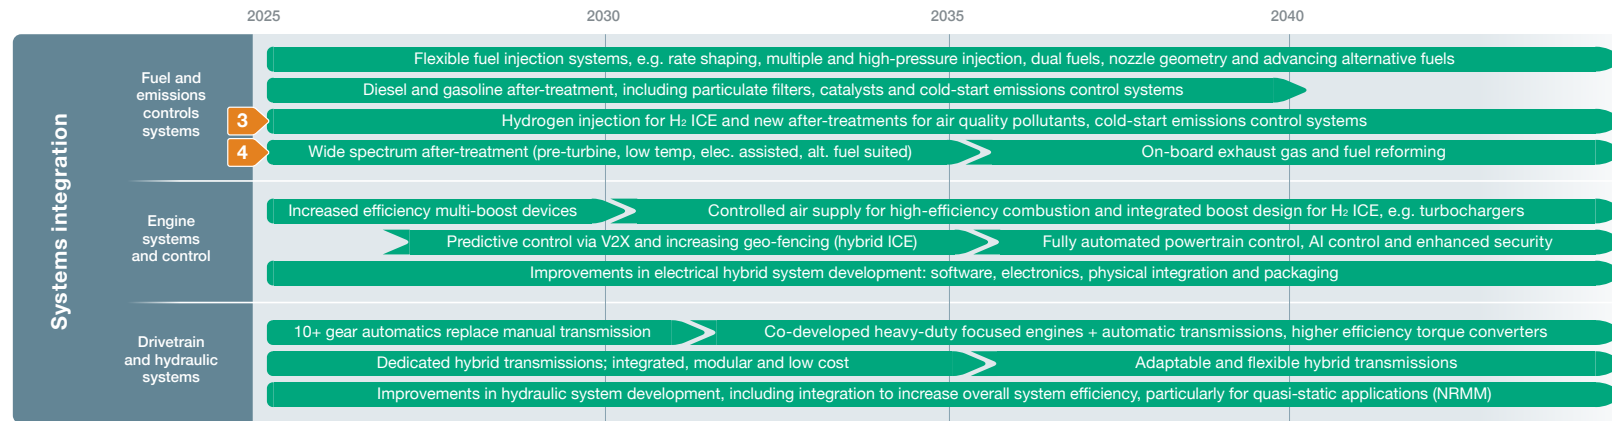 2025 2030 2035 2040
Systems integration
Fuel and
emissions
controls
systems
Flexible fuel injection systems, e.g. rate shaping, multiple and high-pressure injection, dual fuels, nozzle geometry and advancing alternative fuels
Diesel and gasoline after-treatment, including particulate filters, catalysts and cold-start emissions control systems
3
Hydrogen injection for H₂ ICE and new after-treatments for air quality pollutants, cold-start emissions control systems
4
Wide spectrum after-treatment (pre-turbine, low temp, elec. assisted, alt. fuel suited)
On-board exhaust gas and fuel reforming
Engine
systems
and control
Increased efficiency multi-boost devices
Controlled air supply for high-efficiency combustion and integrated boost design for H₂ ICE, e.g. turbochargers
Predictive control via V2X and increasing geo-fencing (hybrid ICE)
Fully automated powertrain control, AI control and enhanced security
Improvements in electrical hybrid system development: software, electronics, physical integration and packaging
Drivetrain
and hydraulic
systems
10+ gear automatics replace manual transmission
Co-developed heavy-duty focused engines + automatic transmissions, higher efficiency torque converters
Dedicated hybrid transmissions; integrated, modular and low cost
Adaptable and flexible hybrid transmissions
Improvements in hydraulic system development, including integration to increase overall system efficiency, particularly for quasi-static applications (NRMM)